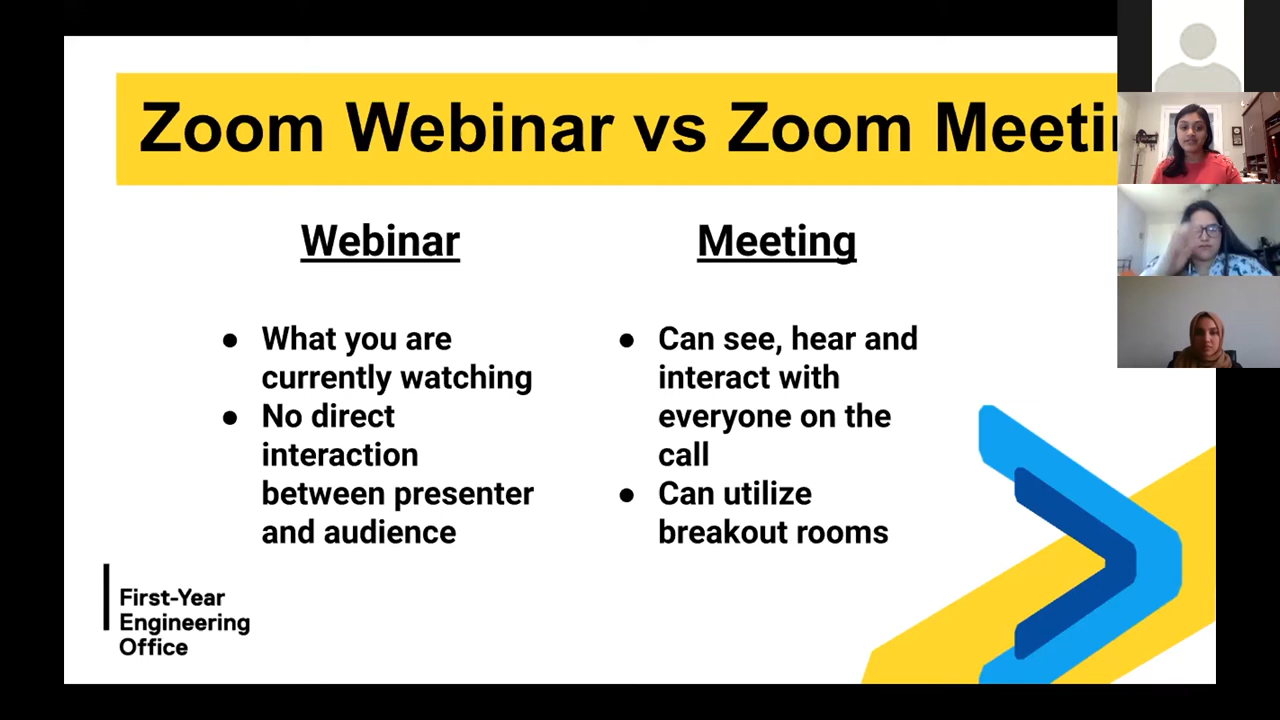 Zoom Webinar vs Zoom
Webinar
Meeting
● What you are
currently watching
● No direct
interaction
between presenter
and audience
● Can see, hear and
interact with
everyone on the
call
● Can utilize
breakout rooms
First-Year
Engineering
Office